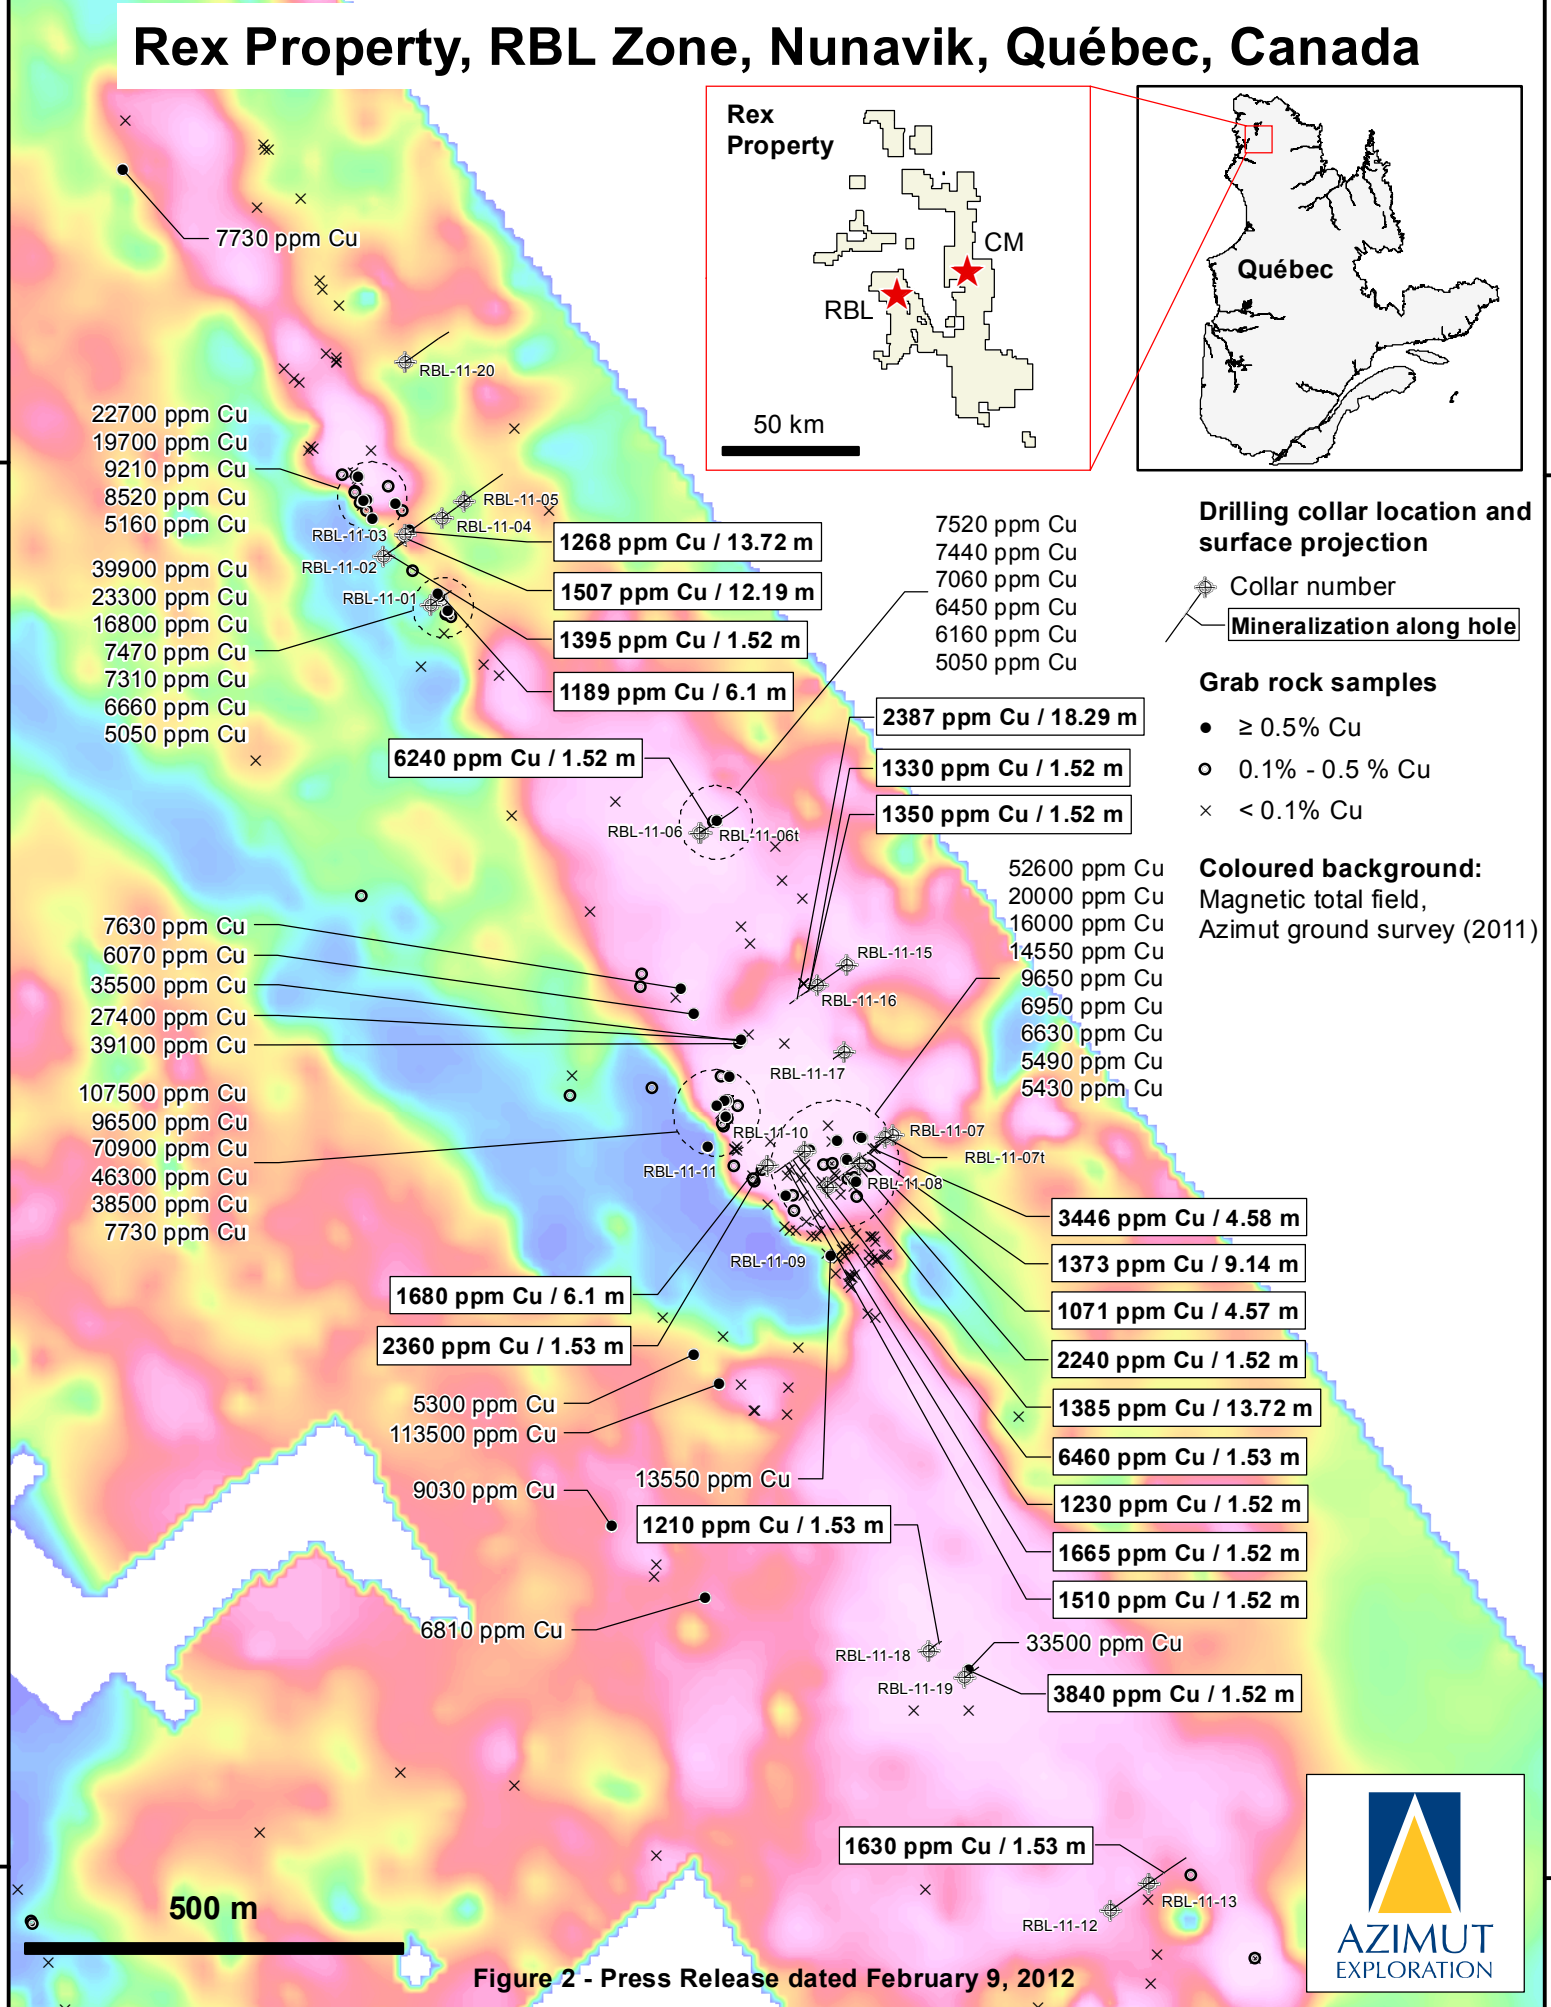 Rex Property, RBL Zone, Nunavik, Québec, Canada
Rex
Property
CM
RBL
50 km
Québec
7730 ppm Cu
RBL-11-20
22700 ppm Cu
19700 ppm Cu
9210 ppm Cu
8520 ppm Cu
5160 ppm Cu
RBL-11-05
RBL-11-04
RBL-11-03
RBL-11-02
RBL-11-01
39900 ppm Cu
23300 ppm Cu
16800 ppm Cu
7470 ppm Cu
7310 ppm Cu
6660 ppm Cu
5050 ppm Cu
1268 ppm Cu / 13.72 m
1507 ppm Cu / 12.19 m
1395 ppm Cu / 1.52 m
1189 ppm Cu / 6.1 m
7520 ppm Cu
7440 ppm Cu
7060 ppm Cu
6450 ppm Cu
6160 ppm Cu
5050 ppm Cu
Drilling collar location and
surface projection
Collar number
Mineralization along hole
Grab rock samples
≥ 0.5% Cu
0.1% - 0.5 % Cu
< 0.1% Cu
Coloured background:
Magnetic total field,
Azimut ground survey (2011)
6240 ppm Cu / 1.52 m
2387 ppm Cu / 18.29 m
1330 ppm Cu / 1.52 m
1350 ppm Cu / 1.52 m
RBL-11-06
RBL-11-06t
52600 ppm Cu
20000 ppm Cu
16000 ppm Cu
14550 ppm Cu
9650 ppm Cu
6950 ppm Cu
6630 ppm Cu
5490 ppm Cu
5430 ppm Cu
RBL-11-15
RBL-11-16
RBL-11-17
7630 ppm Cu
6070 ppm Cu
35500 ppm Cu
27400 ppm Cu
39100 ppm Cu
107500 ppm Cu
96500 ppm Cu
70900 ppm Cu
46300 ppm Cu
38500 ppm Cu
7730 ppm Cu
RBL-11-10
RBL-11-11
RBL-11-07
RBL-11-07t
RBL-11-08
RBL-11-09
3446 ppm Cu / 4.58 m
1373 ppm Cu / 9.14 m
1071 ppm Cu / 4.57 m
2240 ppm Cu / 1.52 m
1385 ppm Cu / 13.72 m
6460 ppm Cu / 1.53 m
1230 ppm Cu / 1.52 m
1665 ppm Cu / 1.52 m
1510 ppm Cu / 1.52 m
1680 ppm Cu / 6.1 m
2360 ppm Cu / 1.53 m
5300 ppm Cu
113500 ppm Cu
13550 ppm Cu
9030 ppm Cu
1210 ppm Cu / 1.53 m
6810 ppm Cu
RBL-11-18
RBL-11-19
33500 ppm Cu
3840 ppm Cu / 1.52 m
1630 ppm Cu / 1.53 m
RBL-11-13
RBL-11-12
500 m
Figure 2 - Press Release dated February 9, 2012
AZIMUT
EXPLORATION